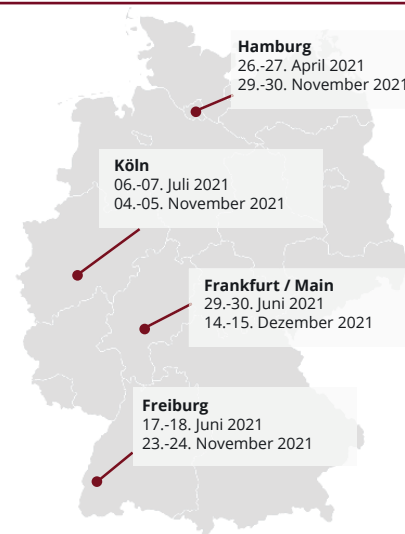 Hamburg
26.-27. April 2021
29.-30. November 2021
Köln
06.-07. Juli 2021
04.-05. November 2021
Frankfurt / Main
29.-30. Juni 2021
14.-15. Dezember 2021
Freiburg
17.-18. Juni 2021
23.-24. November 2021